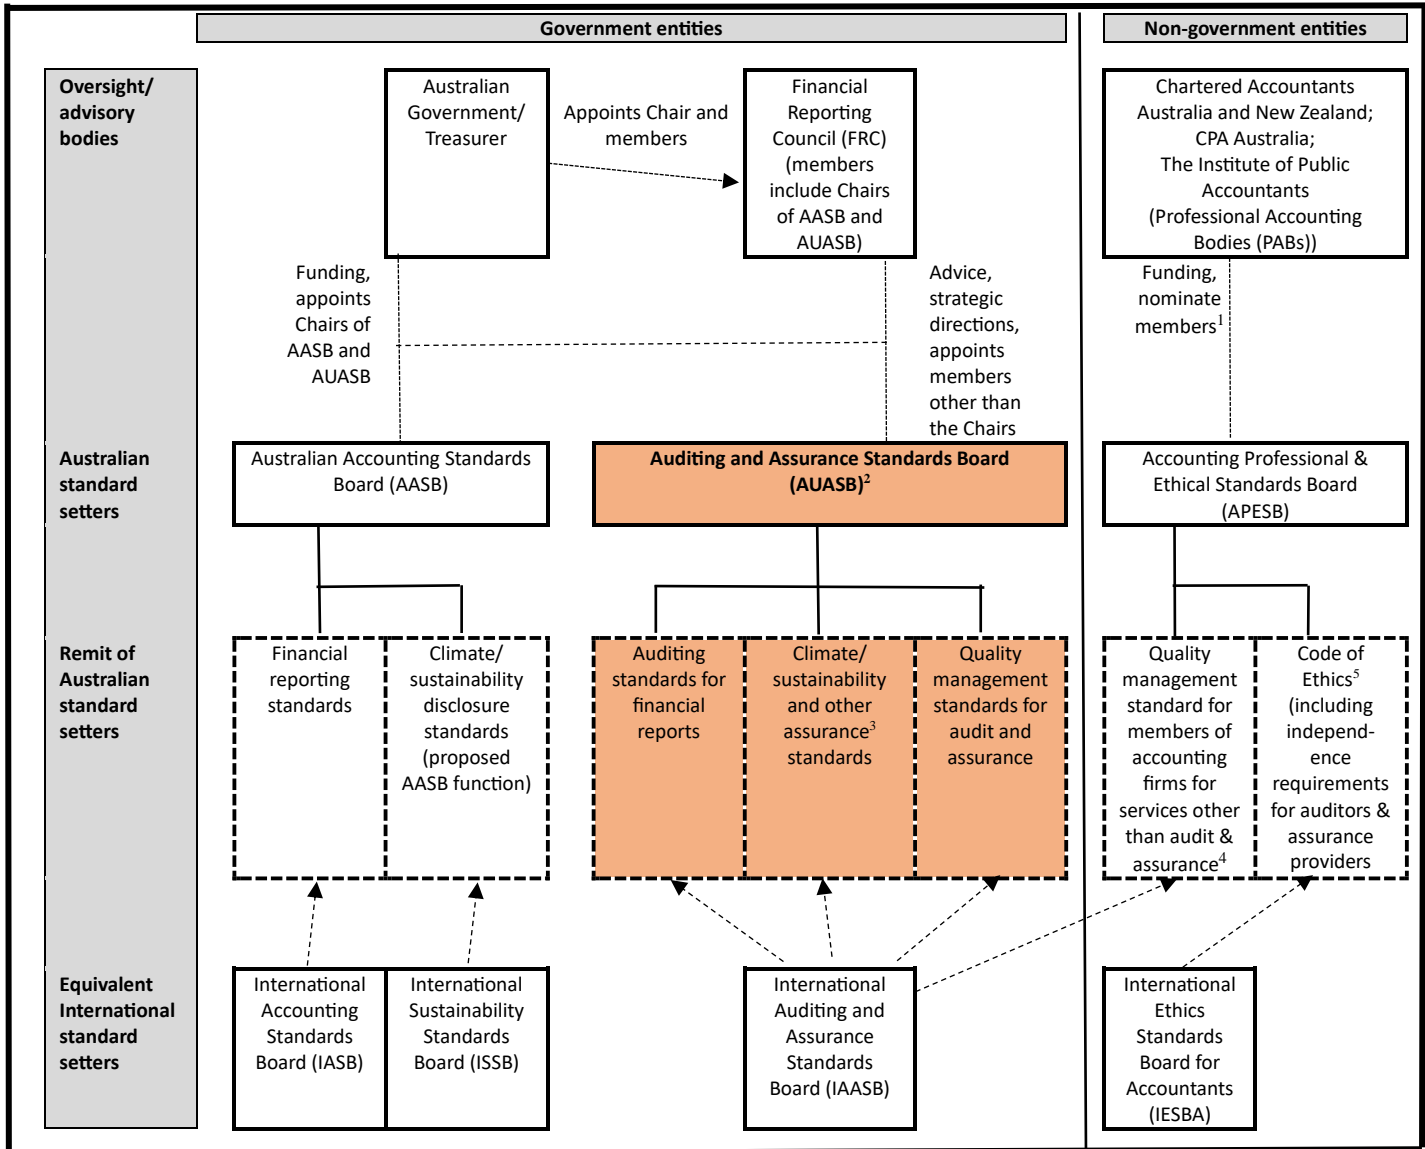 Government entities
Non-government entities
Oversight/
advisory
bodies
Australian
Government/
Treasurer
Appoints Chair and
members
Financial
Reporting
Council (FRC)
(members
include Chairs
of AASB and
AUASB)
Chartered Accountants
Australia and New Zealand;
CPA Australia;
The Institute of Public
Accountants
(Professional Accounting
Bodies (PABs))
Funding,
appoints
Chairs of
AASB and
AUASB
Advice,
strategic
directions,
appoints
members
other than
the Chairs
Funding,
nominate
members¹
Australian
standard
setters
Australian Accounting Standards
Board (AASB)
Auditing and Assurance Standards Board
(AUASB)²
Accounting Professional &
Ethical Standards Board
(APESB)
Remit of
Australian
standard
setters
Financial
reporting
standards
Climate/
sustainability
disclosure
standards
(proposed
AASB function)
Auditing
standards for
financial
reports
Climate/
sustainability
and other
assurance³
standards
Quality
management
standards for
audit and
assurance
Quality
management
standard for
members of
accounting
firms for
services other
than audit &
assurance⁴
Code of
Ethics⁵
(including
independ-
ence
requirements
for auditors &
assurance
providers
Equivalent
International
standard
setters
International
Accounting
Standards
Board (IASB)
International
Sustainability
Standards
Board (ISSB)
International
Auditing and
Assurance
Standards
Board (IAASB)
International
Ethics
Standards
Board for
Accountants
(IESBA)